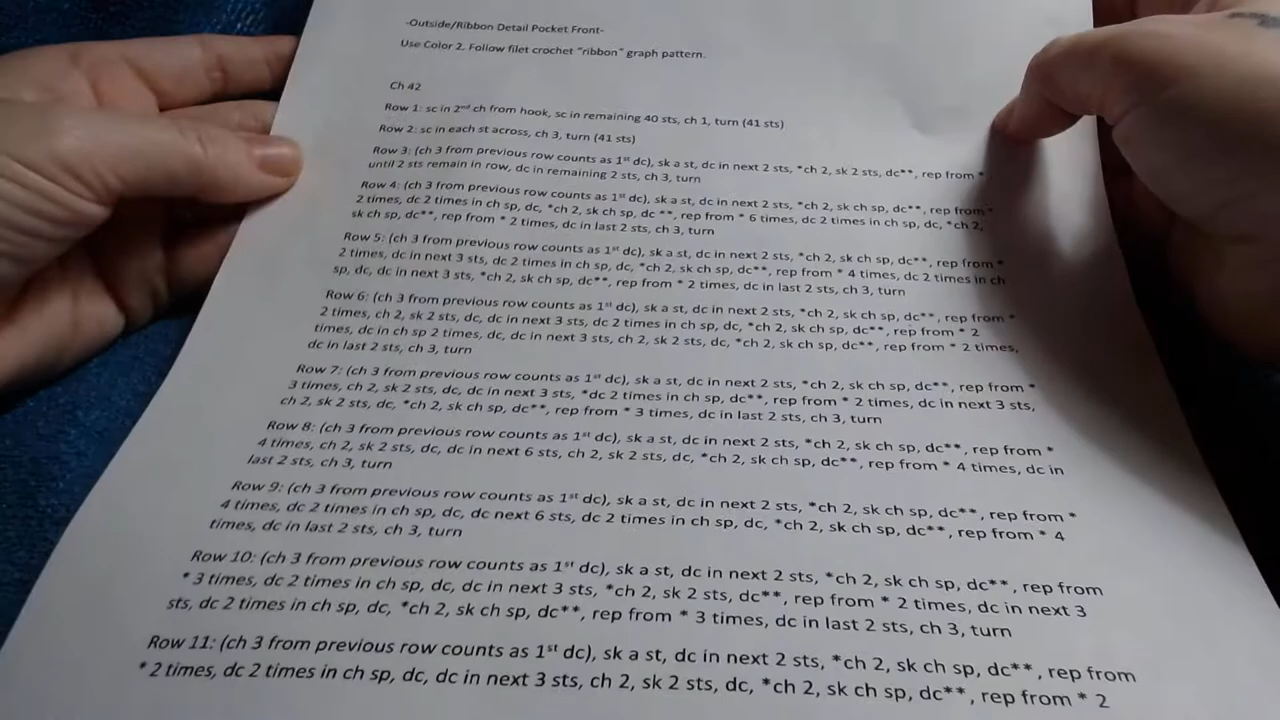 -Outside/Ribbon Detail Pocket Front-
Use Color 2. Follow filet crochet "ribbon" graph pattern.
Ch 42
Row 1: sc in 2nd ch from hook, sc in remaining 40 sts, ch 1, turn (41 sts)
Row 2: sc in each st across, ch 3, turn (41 sts)
Row 3: (ch 3 from previous row counts as 1st dc), sk a st, dc in next 2 sts, *ch 2, sk 2 sts, dc**, rep from *
until 2 sts remain in row, dc in remaining 2 sts, ch 3, turn
Row 4: (ch 3 from previous row counts as 1st dc), sk a st, dc in next 2 sts, *ch 2, sk ch sp, dc**, rep from *
2 times, dc 2 times in ch sp, dc, *ch 2, sk ch sp, dc **, rep from * 6 times, dc 2 times in ch sp, dc, *ch 2,
sk ch sp, dc**, rep from * 2 times, dc in last 2 sts, ch 3, turn
Row 5: (ch 3 from previous row counts as 1st dc), sk a st, dc in next 2 sts, *ch 2, sk ch sp, dc**, rep from *
2 times, dc in next 3 sts, dc 2 times in ch sp, dc, *ch 2, sk ch sp, dc**, rep from * 4 times, dc 2 times in ch
sp, dc, dc in next 3 sts, *ch 2, sk ch sp, dc**, rep from * 2 times, dc in last 2 sts, ch 3, turn
Row 6: (ch 3 from previous row counts as 1st dc), sk a st, dc in next 2 sts, *ch 2, sk ch sp, dc**, rep from *
2 times, ch 2, sk 2 sts, dc, dc in next 3 sts, dc 2 times in ch sp, dc, *ch 2, sk ch sp, dc**, rep from * 2
times, dc in ch sp 2 times, dc, dc in next 3 sts, ch 2, sk 2 sts, dc, *ch 2, sk ch sp, dc**, rep from * 2 times,
dc in last 2 sts, ch 3, turn
Row 7: (ch 3 from previous row counts as 1st dc), sk a st, dc in next 2 sts, *ch 2, sk ch sp, dc**, rep from *
3 times, ch 2, sk 2 sts, dc, dc in next 3 sts, *dc 2 times in ch sp, dc**, rep from * 2 times, dc in next 3 sts,
ch 2, sk 2 sts, dc, *ch 2, sk ch sp, dc**, rep from * 3 times, dc in last 2 sts, ch 3, turn
Row 8: (ch 3 from previous row counts as 1st dc), sk a st, dc in next 2 sts, *ch 2, sk ch sp, dc**, rep from *
4 times, ch 2, sk 2 sts, dc, dc in next 6 sts, ch 2, sk 2 sts, dc, *ch 2, sk ch sp, dc**, rep from * 4 times, dc in
last 2 sts, ch 3, turn
Row 9: (ch 3 from previous row counts as 1st dc), sk a st, dc in next 2 sts, *ch 2, sk ch sp, dc**, rep from *
4 times, dc 2 times in ch sp, dc, dc next 6 sts, dc 2 times in ch sp, dc, *ch 2, sk ch sp, dc**, rep from * 4
times, dc in last 2 sts, ch 3, turn
Row 10: (ch 3 from previous row counts as 1st dc), sk a st, dc in next 2 sts, *ch 2, sk ch sp, dc**, rep from
* 3 times, dc 2 times in ch sp, dc, dc in next 3 sts, *ch 2, sk 2 sts, dc**, rep from * 2 times, dc in next 3
sts, dc 2 times in ch sp, dc, *ch 2, sk ch sp, dc**, rep from * 3 times, dc in last 2 sts, ch 3, turn
Row 11: (ch 3 from previous row counts as 1st dc), sk a st, dc in next 2 sts, *ch 2, sk ch sp, dc**, rep from
* 2 times, dc 2 times in ch sp, dc, dc in next 3 sts, ch 2, sk 2 sts, dc, *ch 2, sk ch sp, dc**, rep from * 2